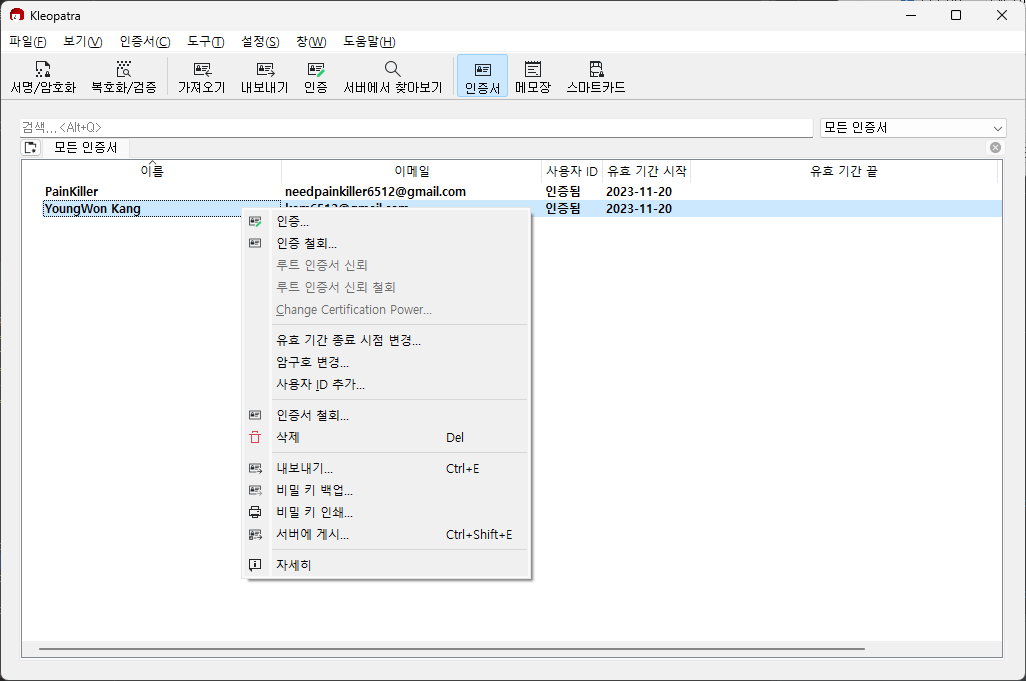 Kleopatra
파일(F) 보기(V) 인증서(C) 도구(T) 설정(S) 창(W) 도움말(H)
서명/암호화 복호화/검증 가져오기 내보내기 인증 서버에서 찾아보기 인증서 메모장 스마트카드
검색... <Alt+Q> 모든 인증서
모든 인증서
이름 이메일 사용자 ID 유효 기간 시작 유효 기간 끝
PainKiller needpainkiller6512@gmail.com 인증됨 2023-11-20
YoungWon Kang 인증됨 2023-11-20
인증...
인증 철회...
루트 인증서 신뢰
루트 인증서 신뢰 철회
Change Certification Power...
유효 기간 종료 시점 변경...
암구호 변경...
사용자 ID 추가...
인증서 철회...
삭제 Del
내보내기... Ctrl+E
비밀 키 백업...
비밀 키 인쇄...
서버에 게시... Ctrl+Shift+E
자세히